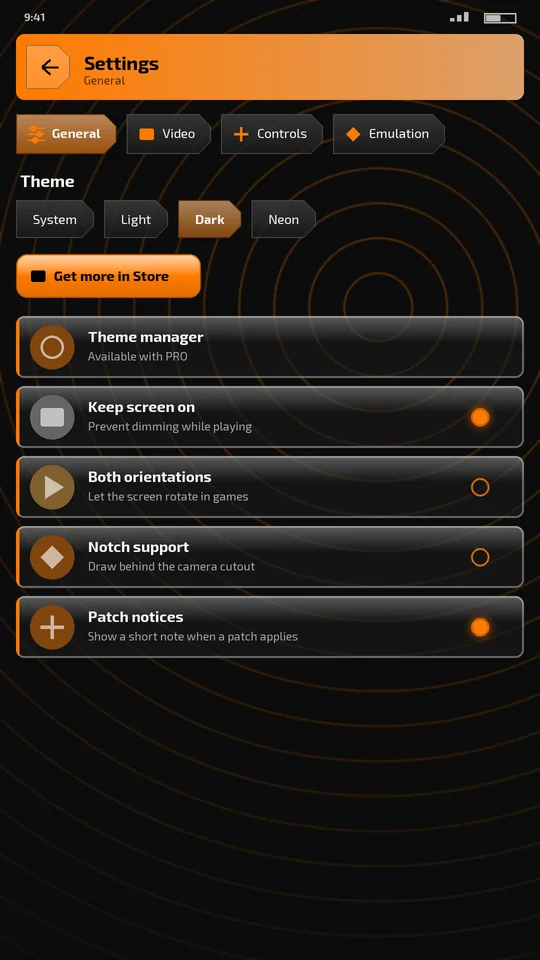 9:41
Settings
General
General
Video
Controls
Emulation
Theme
System
Light
Dark
Neon
Get more in Store
Theme manager
Available with PRO
Keep screen on
Prevent dimming while playing
Both orientations
Let the screen rotate in games
Notch support
Draw behind the camera cutout
Patch notices
Show a short note when a patch applies